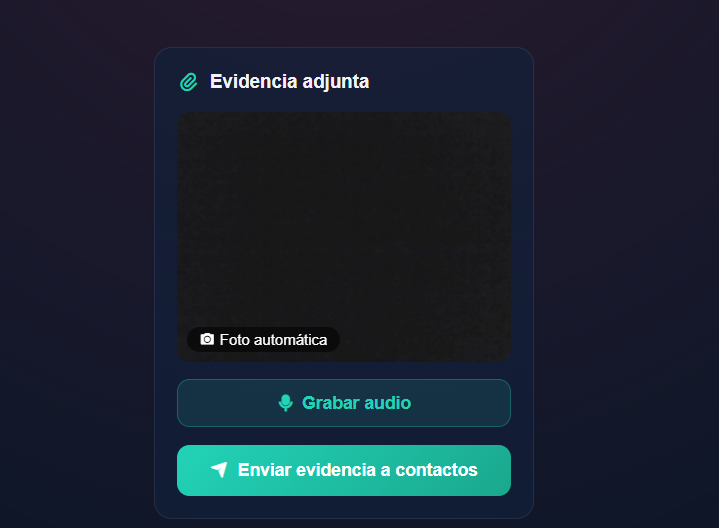 Evidencia adjunta
Foto automática
Grabar audio
Enviar evidencia a contactos